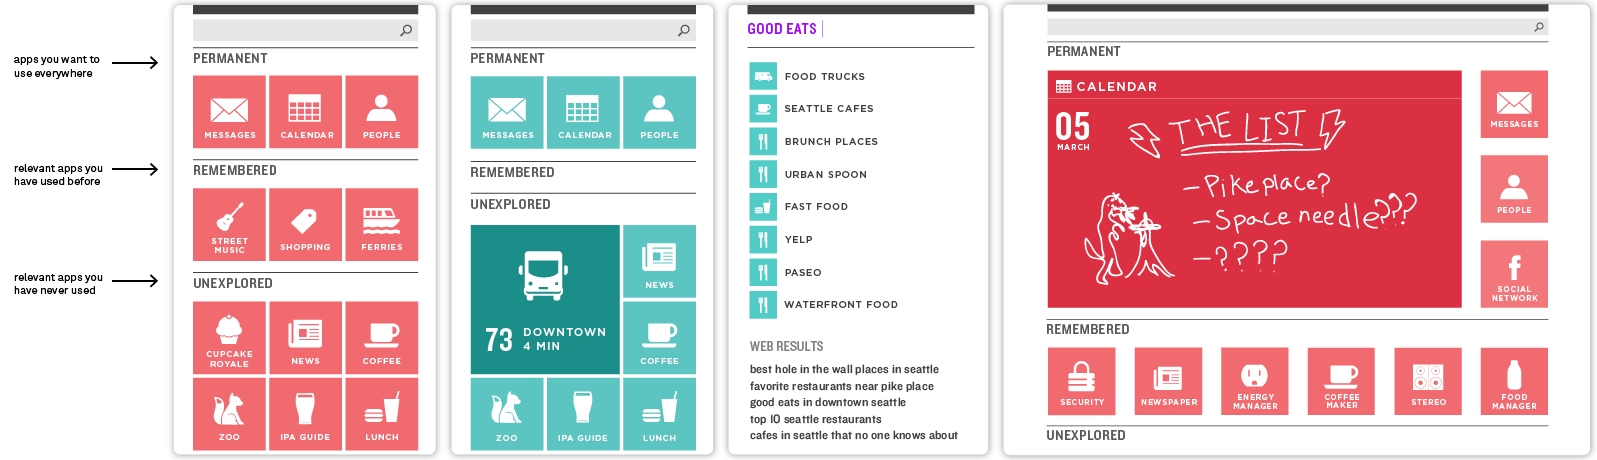 apps you want to
use everywhere
relevant apps you
have used before
relevant apps you
have never used
PERMANENT
MESSAGES
CALENDAR
PEOPLE
REMEMBERED
STREET
MUSIC
SHOPPING
FERRIES
UNEXPLORED
CUPCAKE
ROYALE
NEWS
COFFEE
ZOO
IPA GUIDE
LUNCH
PERMANENT
MESSAGES
CALENDAR
PEOPLE
REMEMBERED
UNEXPLORED
73 DOWNTOWN
4 MIN
NEWS
COFFEE
ZOO
IPA GUIDE
LUNCH
GOOD EATS
FOOD TRUCKS
SEATTLE CAFES
BRUNCH PLACES
URBAN SPOON
FAST FOOD
YELP
PASEO
WATERFRONT FOOD
WEB RESULTS
best hole in the wall places in seattle
favorite restaurants near pike place
good eats in downtown seattle
top 10 seattle restaurants
cafes in seattle that no one knows about
PERMANENT
CALENDAR
05
MARCH
THE LIST
- Pikeplace?
- Space needle???
- ????
MESSAGES
PEOPLE
SOCIAL
NETWORK
REMEMBERED
SECURITY
NEWSPAPER
ENERGY
MANAGER
COFFEE
MAKER
STEREO
FOOD
MANAGER
UNEXPLORED